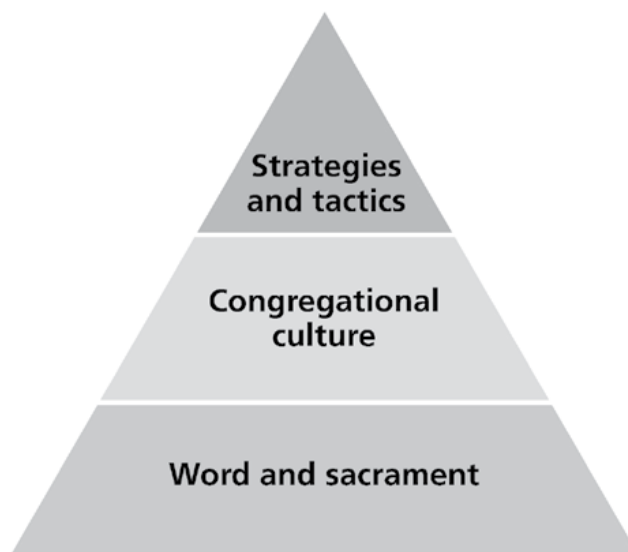 Strategies
and tactics
Congregational
culture
Word and sacrament